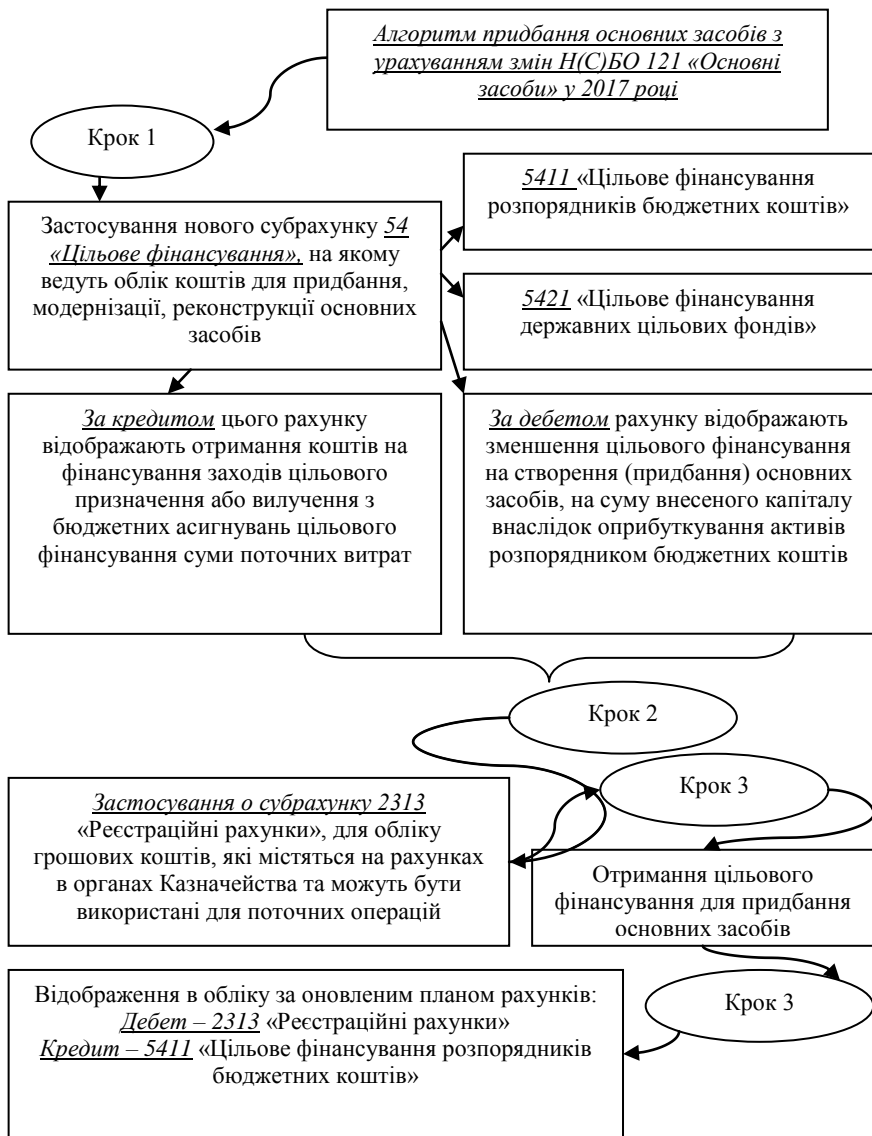 Алгоритм придбання основних засобів з
урахуванням змін Н(С)БО 121 «Основні
засоби» у 2017 році
Крок 1
Застосування нового субрахунку 54
«Цільове фінансування», на якому
ведуть облік коштів для придбання,
модернізації, реконструкції основних
засобів
5411 «Цільове фінансування
розпорядників бюджетних коштів»
5421 «Цільове фінансування
державних цільових фондів»
За кредитом цього рахунку
відображають отримання коштів на
фінансування заходів цільового
призначення або вилучення з
бюджетних асигнувань цільового
фінансування суми поточних витрат
За дебетом рахунку відображають
зменшення цільового фінансування
на створення (придбання) основних
засобів, на суму внесеного капіталу
внаслідок оприбуткування активів
розпорядником бюджетних коштів
Крок 2
Застосування о субрахунку 2313
«Реєстраційні рахунки», для обліку
грошових коштів, які містяться на рахунках
в органах Казначейства та можуть бути
використані для поточних операцій
Крок 3
Отримання цільового
фінансування для придбання
основних засобів
Крок 3
Відображення в обліку за оновленим планом рахунків:
Дебет – 2313 «Реєстраційні рахунки»
Кредит – 5411 «Цільове фінансування розпорядників
бюджетних коштів»